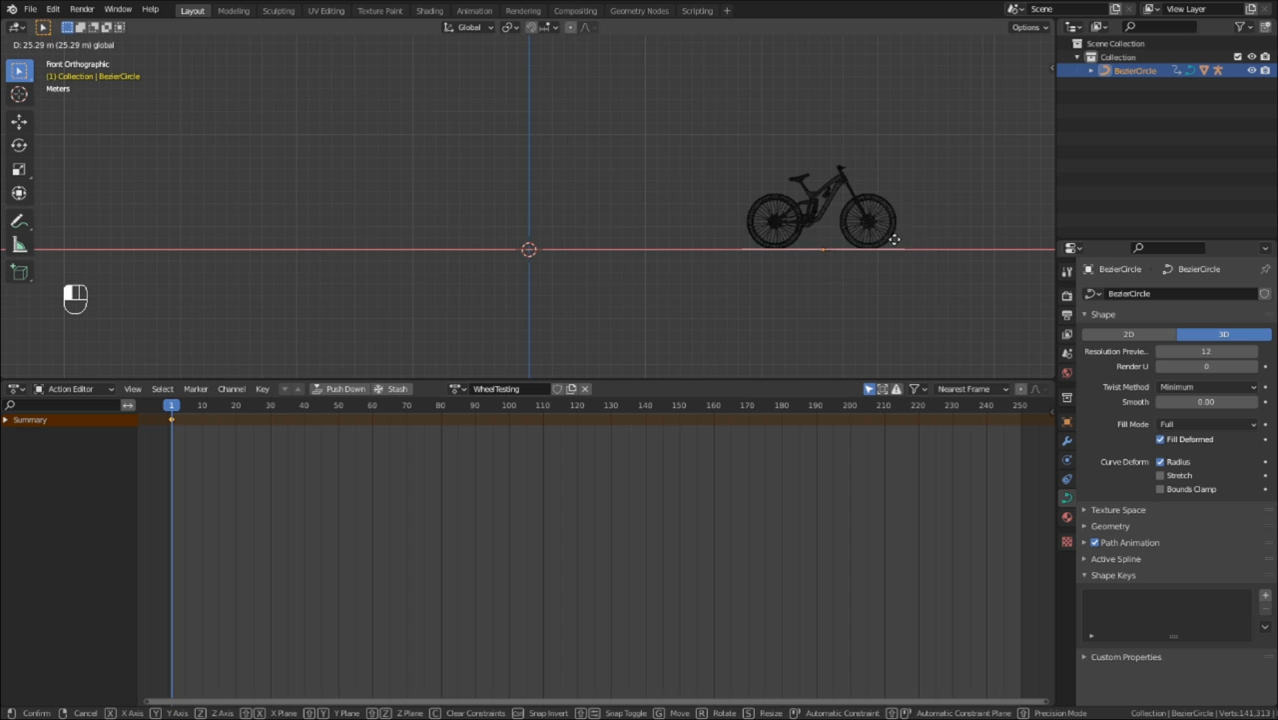 File Edit Render Window Help Layout Modeling Sculpting UV Editing Texture Paint Shading Animation Rendering Compositing Geometry Nodes Scripting + Scene View Layer
Global Options
D: 25.29 m (25.29 m) global
Front Orthographic
(1) Collection | BezierCircle
Meters
Scene Collection
Collection
BezierCircle
BezierCircle BezierCircle
BezierCircle
Shape
2D 3D
Resolution Previe... 12
Render U 0
Twist Method Minimum
Smooth 0.00
Fill Mode Full
Fill Deformed
Curve Deform Radius
Stretch
Bounds Clamp
Texture Space
Geometry
Path Animation
Active Spline
Shape Keys
Custom Properties
Action Editor View Select Marker Channel Key Push Down Stash WheelTesting Nearest Frame
1 10 20 30 40 50 60 70 80 90 100 110 120 130 140 150 160 170 180 190 200 210 220 230 240 250
Summary
Confirm Cancel X X Axis Y Y Axis Z Z Axis X X Plane Y Y Plane Z Z Plane C Clear Constraints Snap Invert Snap Toggle G Move R Rotate S Resize Automatic Constraint Automatic Constraint Plane Precision Mode Collection | BezierCircle | Verts:141,313 |